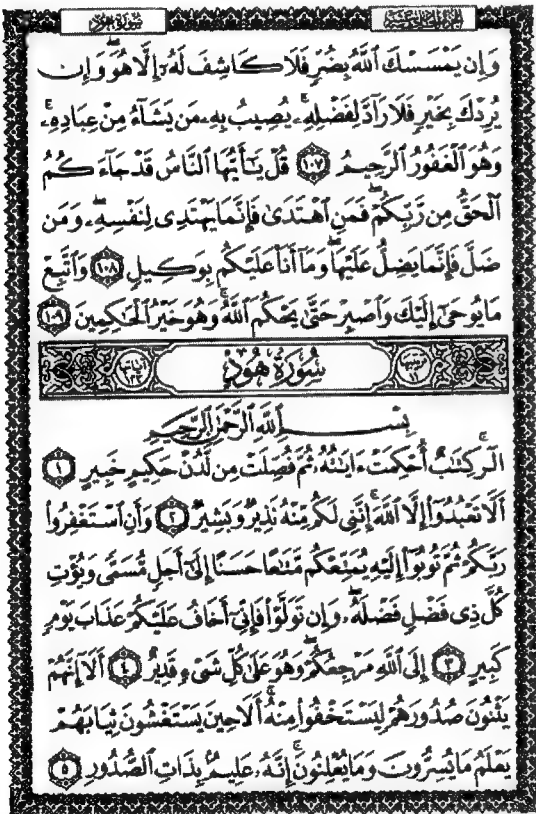 سُورَةُ هُودٍ
وَإِن يَمْسَسْكَ ٱللَّهُ بِضُرٍّ فَلَا كَاشِفَ لَهُۥٓ إِلَّا هُوَۖ وَإِن
يُرِدْكَ بِخَيْرٍ فَلَا رَآدَّ لِفَضْلِهِۦۚ يُصِيبُ بِهِۦ مَن يَشَآءُ مِنْ عِبَادِهِۦۚ
وَهُوَ ٱلْغَفُورُ ٱلرَّحِيمُ ١٠٧ قُلْ يَٰٓأَيُّهَا ٱلنَّاسُ قَدْ جَآءَكُمُ
ٱلْحَقُّ مِن رَّبِّكُمْۖ فَمَنِ ٱهْتَدَىٰ فَإِنَّمَا يَهْتَدِى لِنَفْسِهِۦۖ وَمَن
ضَلَّ فَإِنَّمَا يَضِلُّ عَلَيْهَاۖ وَمَآ أَنَا۠ عَلَيْكُم بِوَكِيلٍ ١٠٨ وَٱتَّبِعْ
مَا يُوحَىٰٓ إِلَيْكَ وَٱصْبِرْ حَتَّىٰ يَحْكُمَ ٱللَّهُۚ وَهُوَ خَيْرُ ٱلْحَٰكِمِينَ ١٠٩
سُورَةُ هُودٍ
بِسْمِ ٱللَّهِ ٱلرَّحْمَٰنِ ٱلرَّحِيمِ
الٓرۚ كِتَٰبٌ أُحْكِمَتْ ءَايَٰتُهُۥ ثُمَّ فُصِّلَتْ مِن لَّدُنْ حَكِيمٍ خَبِيرٍ ١
أَلَّا تَعْبُدُوٓا۟ إِلَّا ٱللَّهَۚ إِنَّنِى لَكُم مِّنْهُ نَذِيرٌ وَبَشِيرٌ ٢ وَأَنِ ٱسْتَغْفِرُوا۟
رَبَّكُمْ ثُمَّ تُوبُوٓا۟ إِلَيْهِ يُمَتِّعْكُم مَّتَٰعًا حَسَنًا إِلَىٰٓ أَجَلٍ مُّسَمًّى وَيُؤْتِ
كُلَّ ذِى فَضْلٍ فَضْلَهُۥۖ وَإِن تَوَلَّوْا۟ فَإِنِّىٓ أَخَافُ عَلَيْكُمْ عَذَابَ يَوْمٍ
كَبِيرٍ ٣ إِلَى ٱللَّهِ مَرْجِعُكُمْۖ وَهُوَ عَلَىٰ كُلِّ شَىْءٍ قَدِيرٌ ٤ أَلَآ إِنَّهُمْ
يَثْنُونَ صُدُورَهُمْ لِيَسْتَخْفُوا۟ مِنْهُۚ أَلَا حِينَ يَسْتَغْشُونَ ثِيَابَهُمْ
يَعْلَمُ مَا يُسِرُّونَ وَمَا يُعْلِنُونَۚ إِنَّهُۥ عَلِيمٌۢ بِذَاتِ ٱلصُّدُورِ ٥